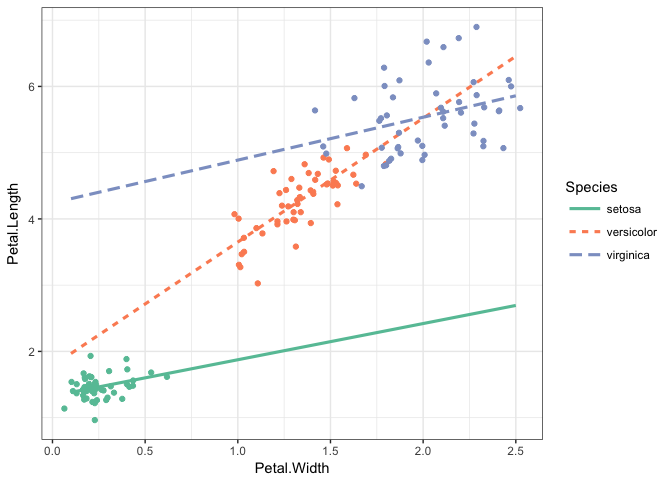 6
4
2
0.0 0.5 1.0 1.5 2.0 2.5
Petal.Width
Petal.Length
Species
setosa
versicolor
virginica